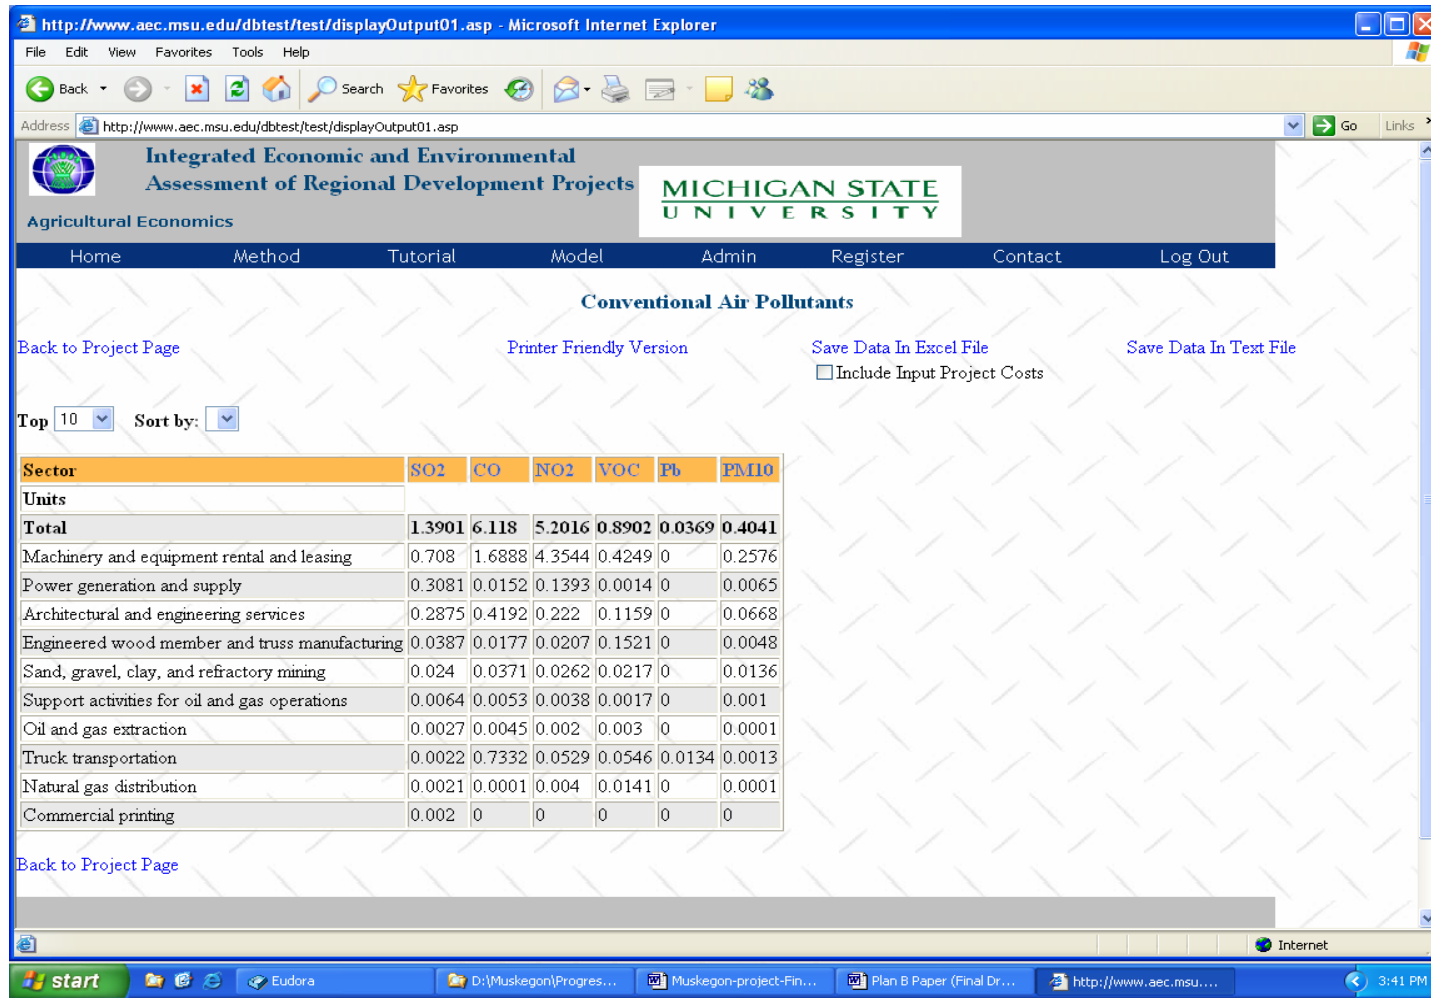 http://www.aec.msu.edu/dbtest/test/displayOutput01.asp - Microsoft Internet Explorer
File Edit View Favorites Tools Help
Back Search Favorites
Address http://www.aec.msu.edu/dbtest/test/displayOutput01.asp Go Links
Integrated Economic and Environmental
Assessment of Regional Development Projects
MICHIGAN STATE
UNIVERSITY
Agricultural Economics
Home Method Tutorial Model Admin Register Contact Log Out
Conventional Air Pollutants
Back to Project Page Printer Friendly Version Save Data In Excel File Save Data In Text File
Include Input Project Costs
Top 10 Sort by:
Sector SO2 CO NO2 VOC Pb PM10
Units
Total 1.3901 6.118 5.2016 0.8902 0.0369 0.4041
Machinery and equipment rental and leasing 0.708 1.6888 4.3544 0.4249 0 0.2576
Power generation and supply 0.3081 0.0152 0.1393 0.0014 0 0.0065
Architectural and engineering services 0.2875 0.4192 0.222 0.1159 0 0.0668
Engineered wood member and truss manufacturing 0.0387 0.0177 0.0207 0.1521 0 0.0048
Sand, gravel, clay, and refractory mining 0.024 0.0371 0.0262 0.0217 0 0.0136
Support activities for oil and gas operations 0.0064 0.0053 0.0038 0.0017 0 0.001
Oil and gas extraction 0.0027 0.0045 0.002 0.003 0 0.0001
Truck transportation 0.0022 0.7332 0.0529 0.0546 0.0134 0.0013
Natural gas distribution 0.0021 0.0001 0.004 0.0141 0 0.0001
Commercial printing 0.002 0 0 0 0 0
Back to Project Page
Internet
start Eudora D:\Muskegon\Progres... Muskegon-project-Fin... Plan B Paper (Final Dr... http://www.aec.msu.... 3:41 PM